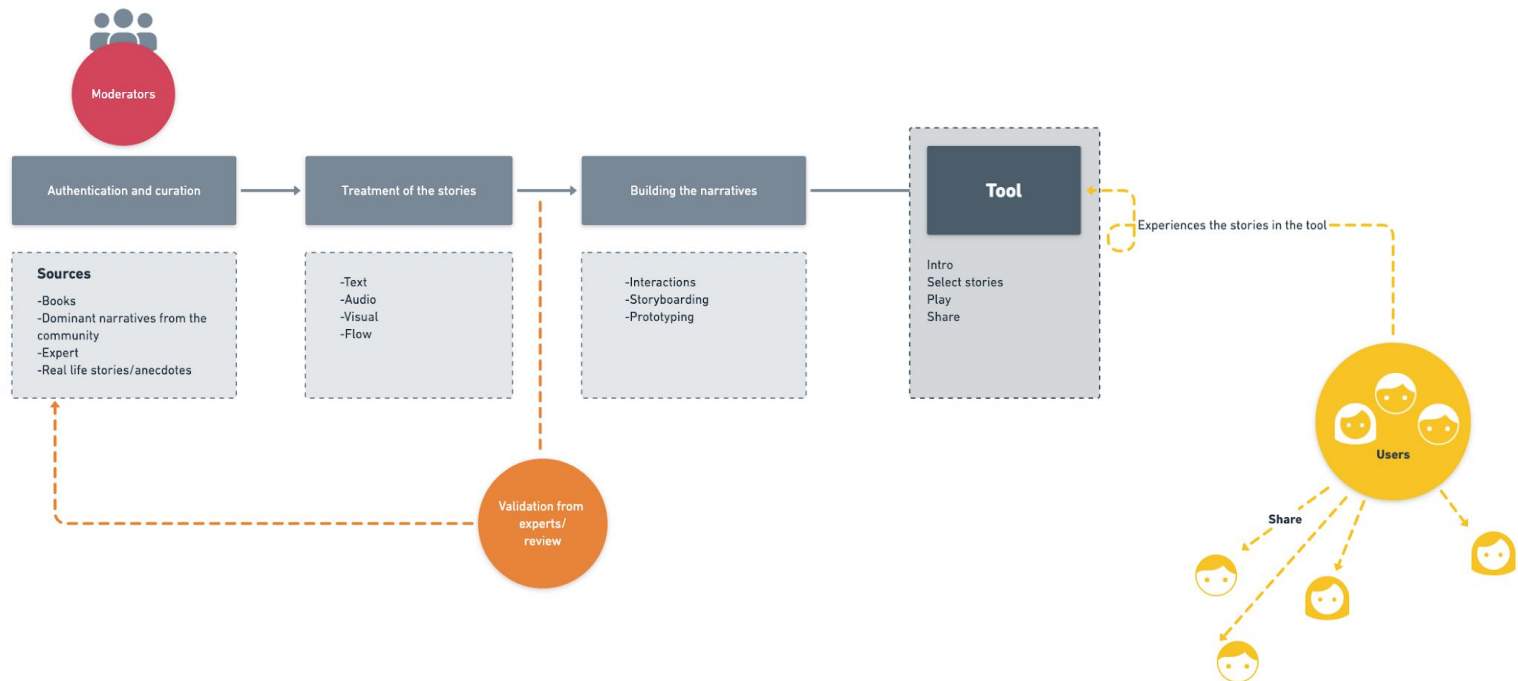 Moderators
Authentication and curation
Treatment of the stories
Building the narratives
Tool
Experiences the stories in the tool
Sources
-Books
-Dominant narratives from the
community
-Expert
-Real life stories/anecdotes
-Text
-Audio
-Visual
-Flow
-Interactions
-Storyboarding
-Prototyping
Intro
Select stories
Play
Share
Users
Validation from
experts/
review
Share